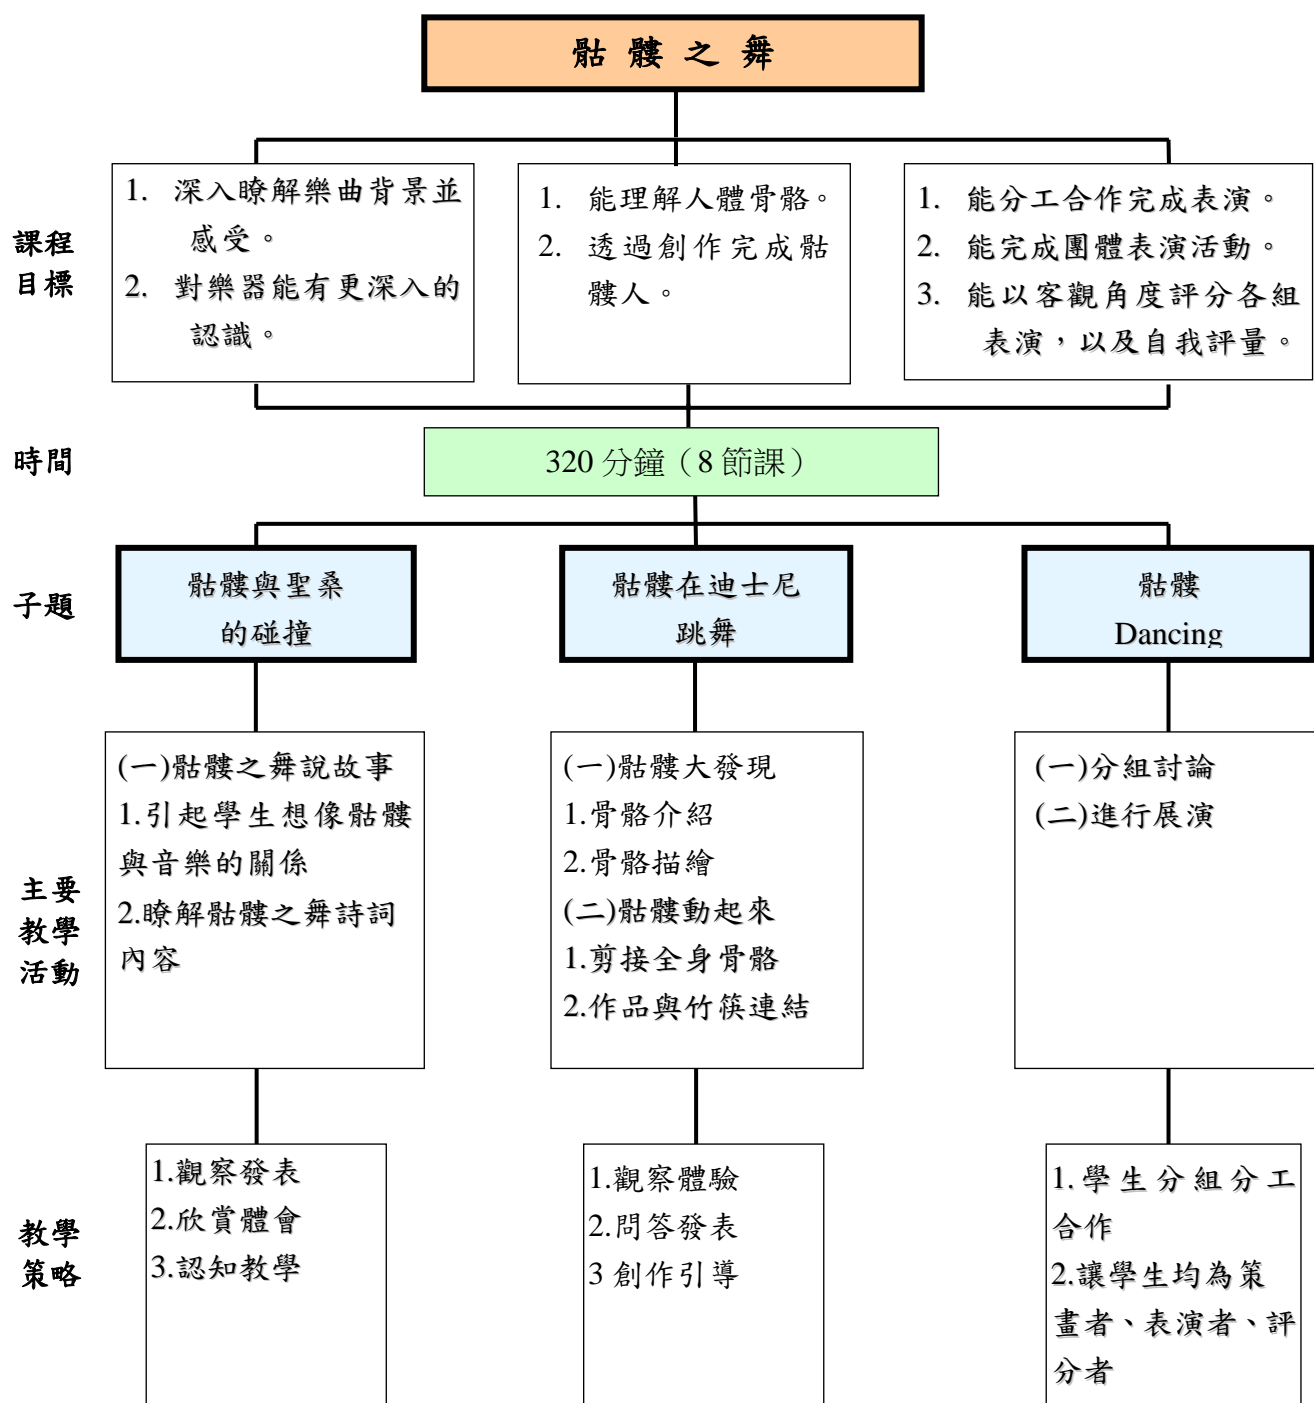 骷髏之舞
課程
目標
1. 深入瞭解樂曲背景並
感受。
2. 對樂器能有更深入的
認識。
1. 能理解人體骨骼。
2. 透過創作完成骷
髏人。
1. 能分工合作完成表演。
2. 能完成團體表演活動。
3. 能以客觀角度評分各組
表演，以及自我評量。
時間
320 分鐘（8 節課）
子題
骷髏與聖桑
的碰撞
骷髏在迪士尼
跳舞
骷髏
Dancing
主要
教學
活動
(一)骷髏之舞說故事
1.引起學生想像骷髏
與音樂的關係
2.瞭解骷髏之舞詩詞
內容
(一)骷髏大發現
1.骨骼介紹
2.骨骼描繪
(二)骷髏動起來
1.剪接全身骨骼
2.作品與竹筷連結
(一)分組討論
(二)進行展演
教學
策略
1.觀察發表
2.欣賞體會
3.認知教學
1.觀察體驗
2.問答發表
3 創作引導
1.學生分組分工
合作
2.讓學生均為策
畫者、表演者、評
分者